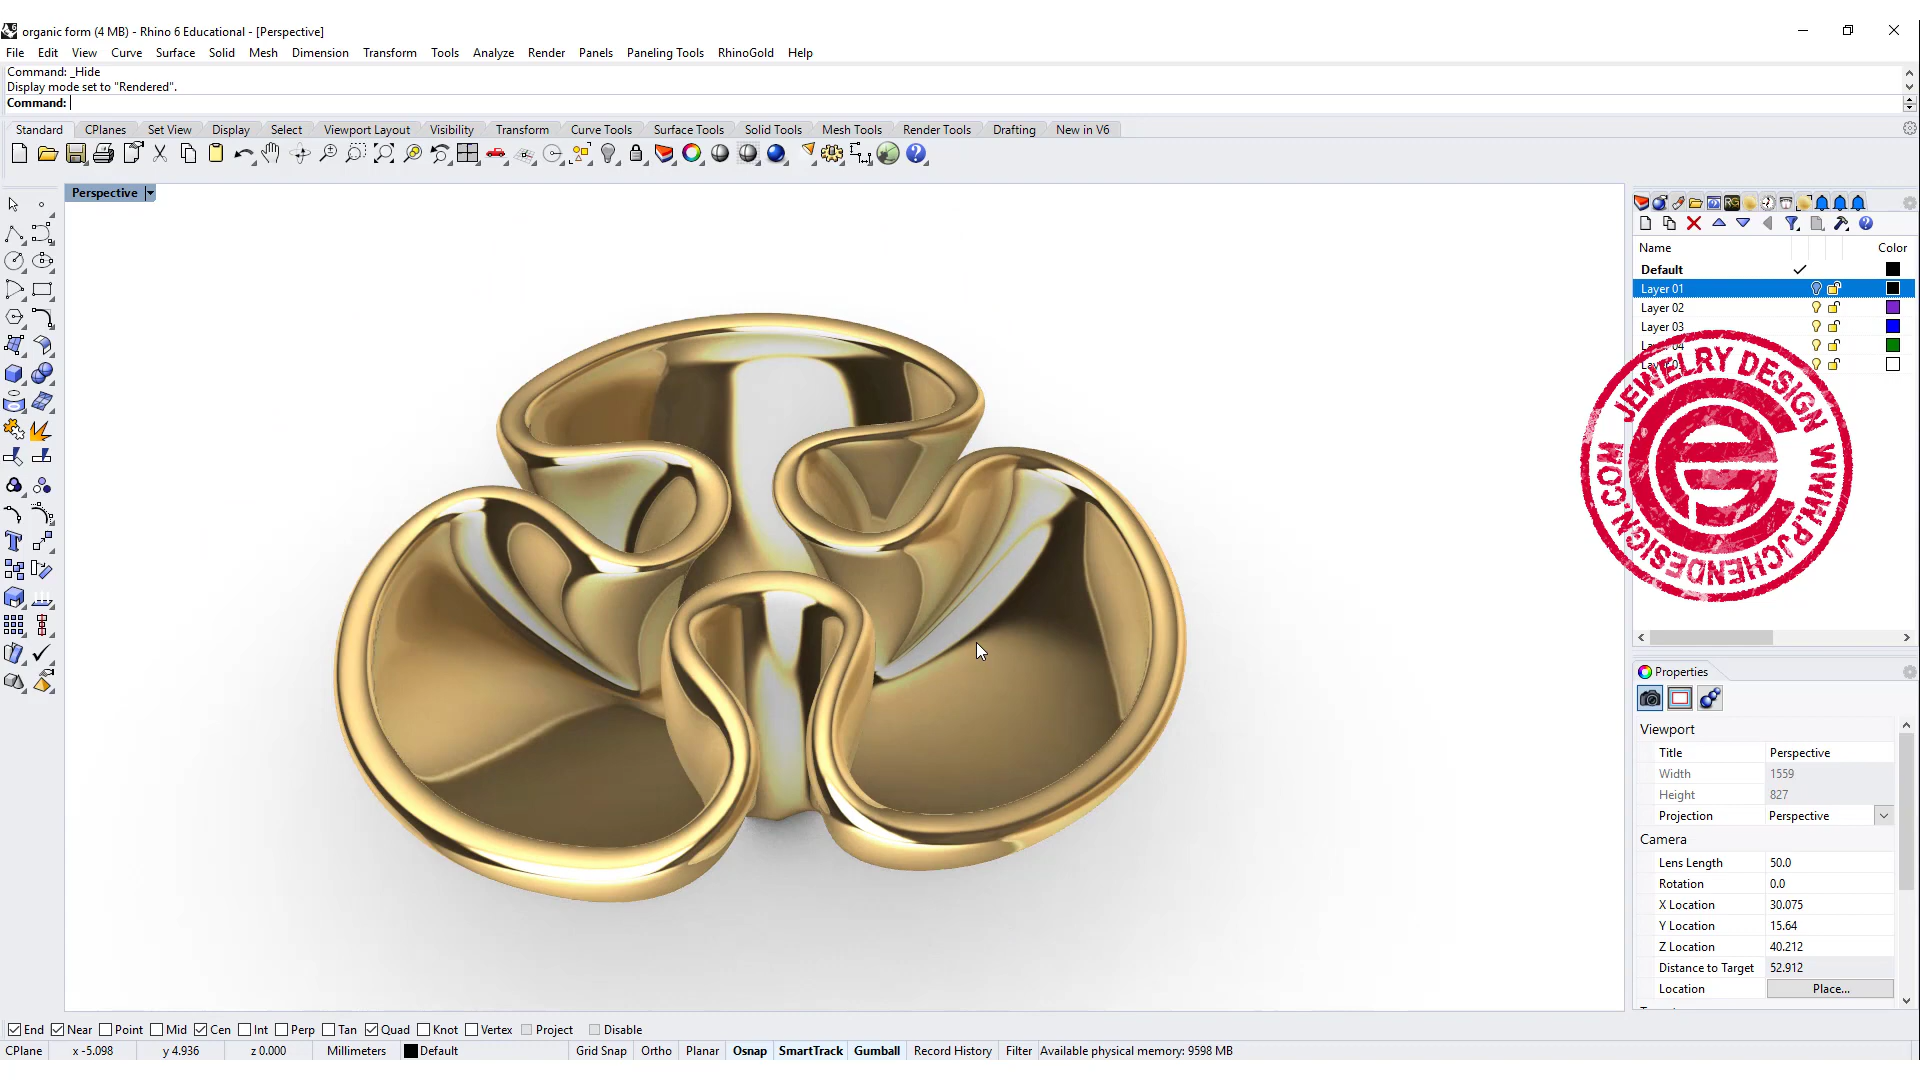 organic form (4 MB) - Rhino 6 Educational - [Perspective]
File Edit View Curve Surface Solid Mesh Dimension Transform Tools Analyze Render Panels Paneling Tools RhinoGold Help
Command: _Hide
Display mode set to "Rendered".
Command:
Standard CPlanes Set View Display Select Viewport Layout Visibility Transform Curve Tools Surface Tools Solid Tools Mesh Tools Render Tools Drafting New in V6
Perspective
Name Color
Default
Layer 01
Layer 02
Layer 03
04
JEWELRY DESIGN WWW.PJCHENDESIGN.COM
Properties
Viewport
Title Perspective
Width 1559
Height 827
Projection Perspective
Camera
Lens Length 50.0
Rotation 0.0
X Location 30.075
Y Location 15.64
Z Location 40.212
Distance to Target 52.912
Location Place...
End Near Point Mid Cen Int Perp Tan Quad Knot Vertex Project Disable
CPlane x -5.098 y 4.936 z 0.000 Millimeters Default Grid Snap Ortho Planar Osnap SmartTrack Gumball Record History Filter Available physical memory: 9598 MB